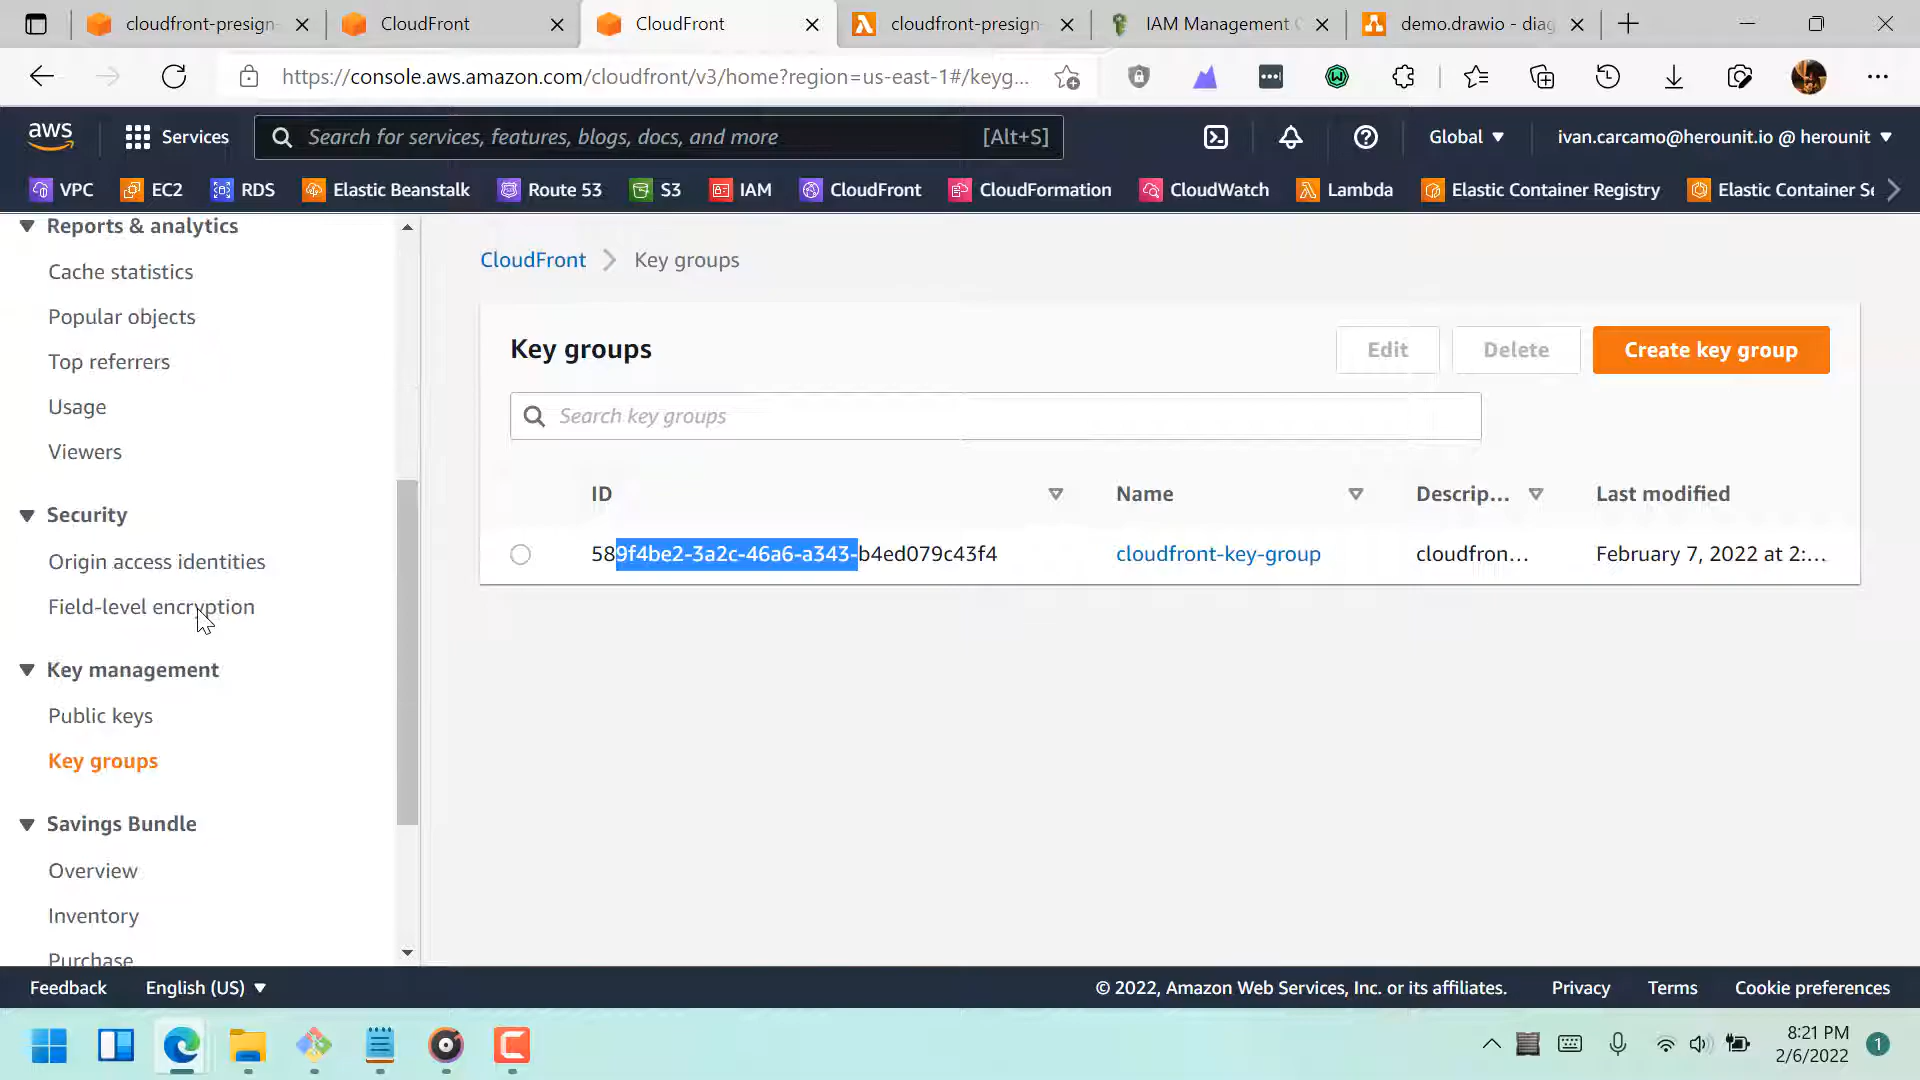 cloudfront-presign
CloudFront
CloudFront
cloudfront-presign
IAM Management C
demo.drawio - diag
https://console.aws.amazon.com/cloudfront/v3/home?region=us-east-1#/keyg...
aws
Services
Search for services, features, blogs, docs, and more
[Alt+S]
Global
ivan.carcamo@herounit.io @ herounit
VPC
EC2
RDS
Elastic Beanstalk
Route 53
S3
IAM
CloudFront
CloudFormation
CloudWatch
Lambda
Elastic Container Registry
Elastic Container Se
Reports & analytics
Cache statistics
Popular objects
Top referrers
Usage
Viewers
Security
Origin access identities
Field-level encryption
Key management
Public keys
Key groups
Savings Bundle
Overview
Inventory
Purchase
CloudFront
Key groups
Key groups
Edit
Delete
Create key group
Search key groups
ID
Name
Descrip...
Last modified
589f4be2-3a2c-46a6-a343-b4ed079c43f4
cloudfront-key-group
cloudfron...
February 7, 2022 at 2:...
Feedback
English (US)
© 2022, Amazon Web Services, Inc. or its affiliates.
Privacy
Terms
Cookie preferences
8:21 PM
2/6/2022
1